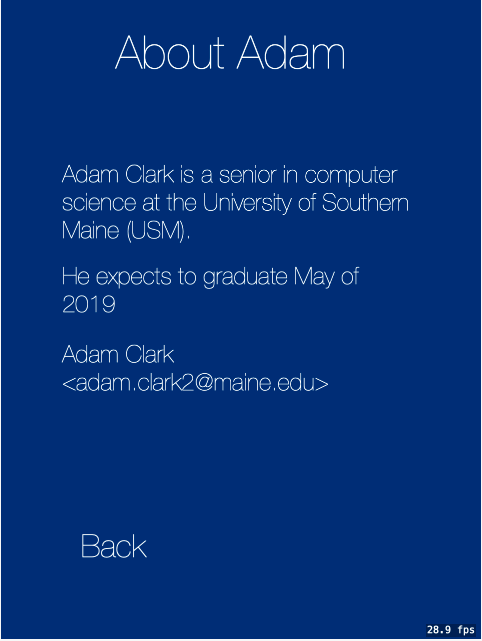 About Adam
Adam Clark is a senior in computer
science at the University of Southern
Maine (USM).
He expects to graduate May of
2019
Adam Clark
<adam.clark2@maine.edu>
Back
28.9 fps